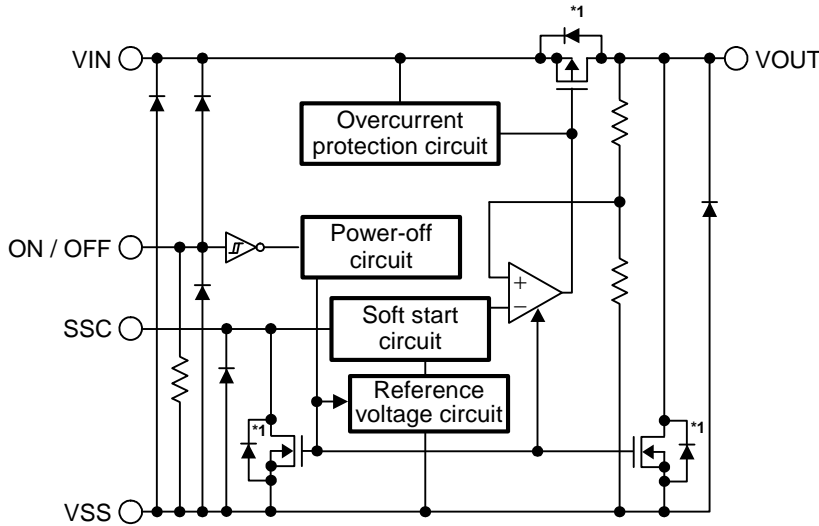 *1
VIN
VOUT
Overcurrent
protection circuit
ON / OFF
Power-off
circuit
+
−
SSC
Soft start
circuit
Reference
voltage circuit
*1
*1
VSS